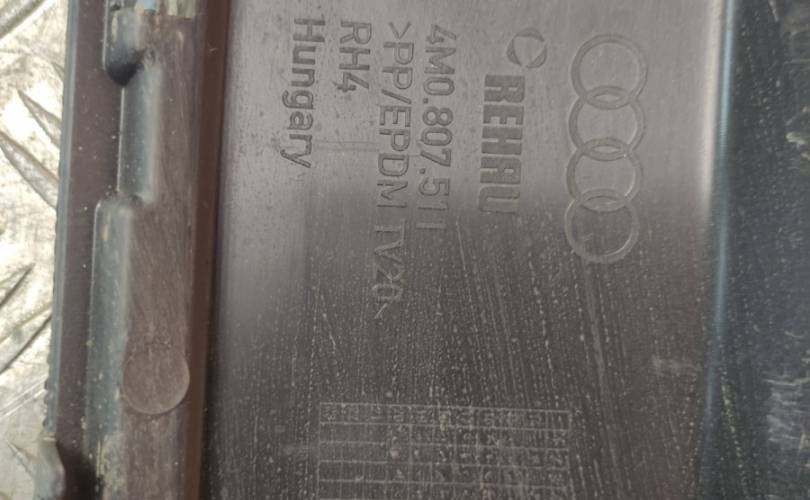 REHAU
4M0.807.511
>PP/EPDM TV20<
RH4
Hungary